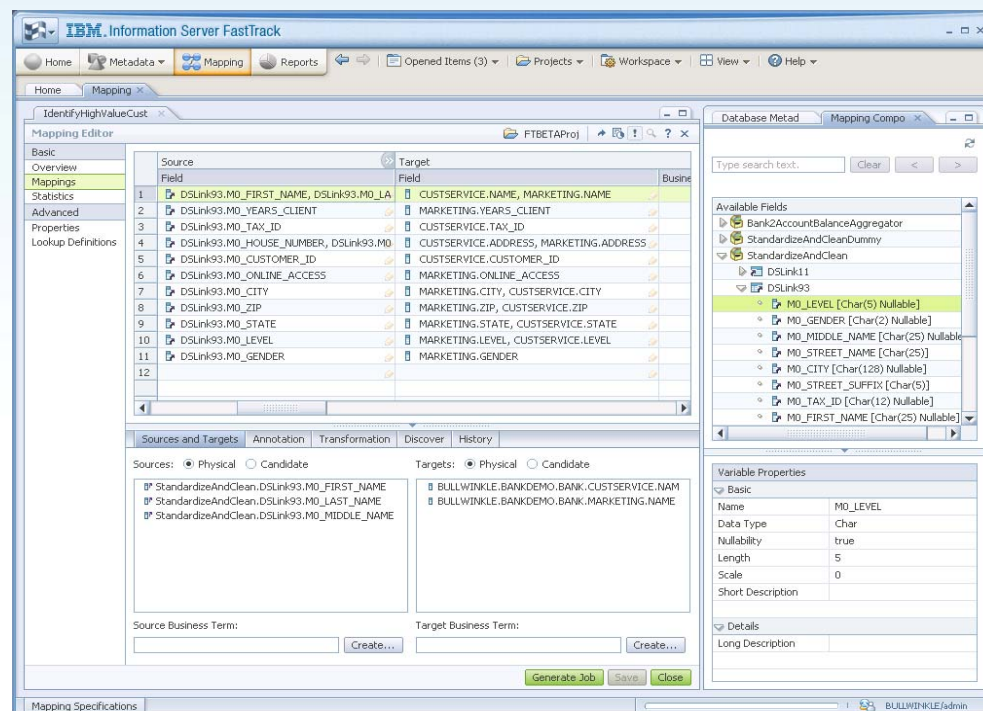 IBM. Information Server FastTrack
Home Metadata Mapping Reports Opened Items (3) Projects Workspace View Help
Home Mapping
IdentifyHighValueCust
Mapping Editor FTBETAProj
Basic
Overview
Mappings
Statistics
Advanced
Properties
Lookup Definitions
Source Target
Field Field Busine
1 DSLink93.M0_FIRST_NAME, DSLink93.M0_LA CUSTSERVICE.NAME, MARKETING.NAME
2 DSLink93.M0_YEARS_CLIENT MARKETING.YEARS_CLIENT
3 DSLink93.M0_TAX_ID CUSTSERVICE.TAX_ID
4 DSLink93.M0_HOUSE_NUMBER, DSLink93.M0 CUSTSERVICE.ADDRESS, MARKETING.ADDRESS
5 DSLink93.M0_CUSTOMER_ID CUSTSERVICE.CUSTOMER_ID
6 DSLink93.M0_ONLINE_ACCESS MARKETING.ONLINE_ACCESS
7 DSLink93.M0_CITY MARKETING.CITY, CUSTSERVICE.CITY
8 DSLink93.M0_ZIP MARKETING.ZIP, CUSTSERVICE.ZIP
9 DSLink93.M0_STATE MARKETING.STATE, CUSTSERVICE.STATE
10 DSLink93.M0_LEVEL MARKETING.LEVEL, CUSTSERVICE.LEVEL
11 DSLink93.M0_GENDER MARKETING.GENDER
12
Sources and Targets Annotation Transformation Discover History
Sources: Physical Candidate Targets: Physical Candidate
StandardizeAndClean.DSLink93.M0_FIRST_NAME
StandardizeAndClean.DSLink93.M0_LAST_NAME
StandardizeAndClean.DSLink93.M0_MIDDLE_NAME
BULLWINKLE.BANKDEMO.BANK.CUSTSERVICE.NAM
BULLWINKLE.BANKDEMO.BANK.MARKETING.NAME
Source Business Term: Target Business Term:
Create... Create...
Generate Job Save Close
Database Metad Mapping Compo
Type search text. Clear < >
Available Fields
Bank2AccountBalanceAggregator
StandardizeAndCleanDummy
StandardizeAndClean
DSLink11
DSLink93
M0_LEVEL [Char(5) Nullable]
M0_GENDER [Char(2) Nullable]
M0_MIDDLE_NAME [Char(25) Nullable
M0_STREET_NAME [Char(25)]
M0_CITY [Char(128) Nullable]
M0_STREET_SUFFIX [Char(5)]
M0_TAX_ID [Char(12) Nullable]
M0_FIRST_NAME [Char(25) Nullable]
Variable Properties
Basic
Name M0_LEVEL
Data Type Char
Nullability true
Length 5
Scale 0
Short Description
Details
Long Description
Mapping Specifications BULLWINKLE/admin